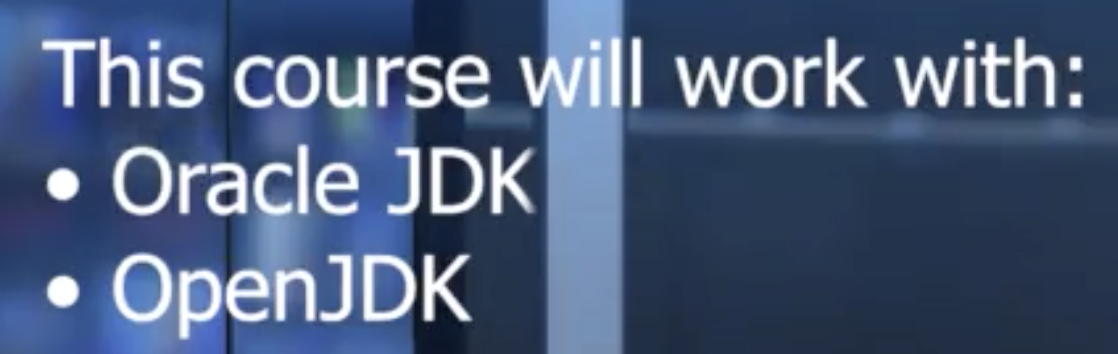 This course will work with:
• Oracle JDK
• OpenJDK